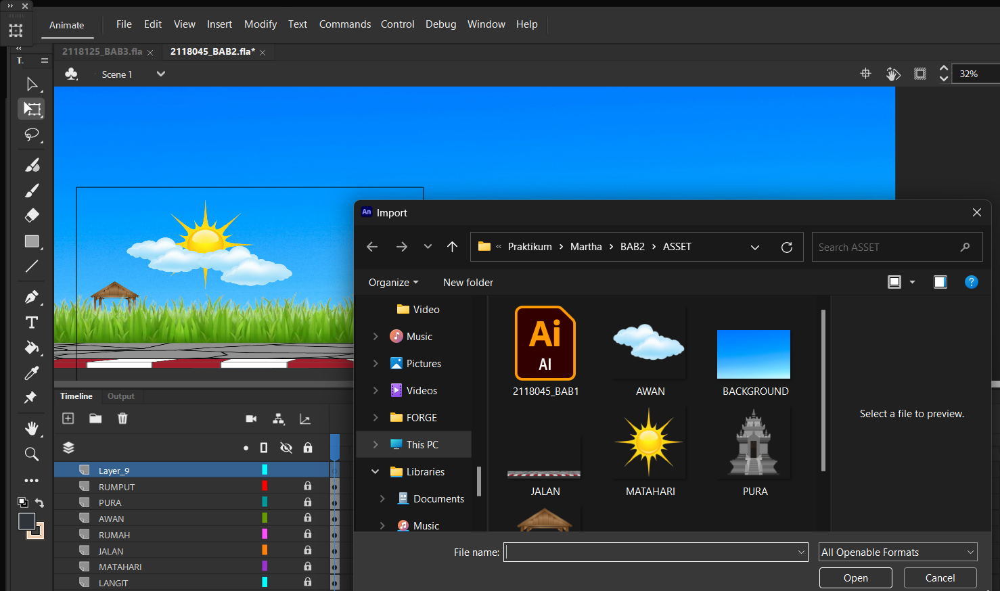 Animate
File Edit View Insert Modify Text Commands Control Debug Window Help
2118125_BAB3.fla
2118045_BAB2.fla*
Scene 1
32%
Import
Praktikum Martha BAB2 ASSET
Search ASSET
Organize
New folder
Video
Music
Pictures
Videos
FORGE
This PC
Libraries
Documents
Music
Ai
AI
2118045_BAB1
AWAN
BACKGROUND
JALAN
MATAHARI
PURA
Select a file to preview.
File name:
All Openable Formats
Open
Cancel
Timeline
Output
Layer_9
RUMPUT
PURA
AWAN
RUMAH
JALAN
MATAHARI
LANGIT